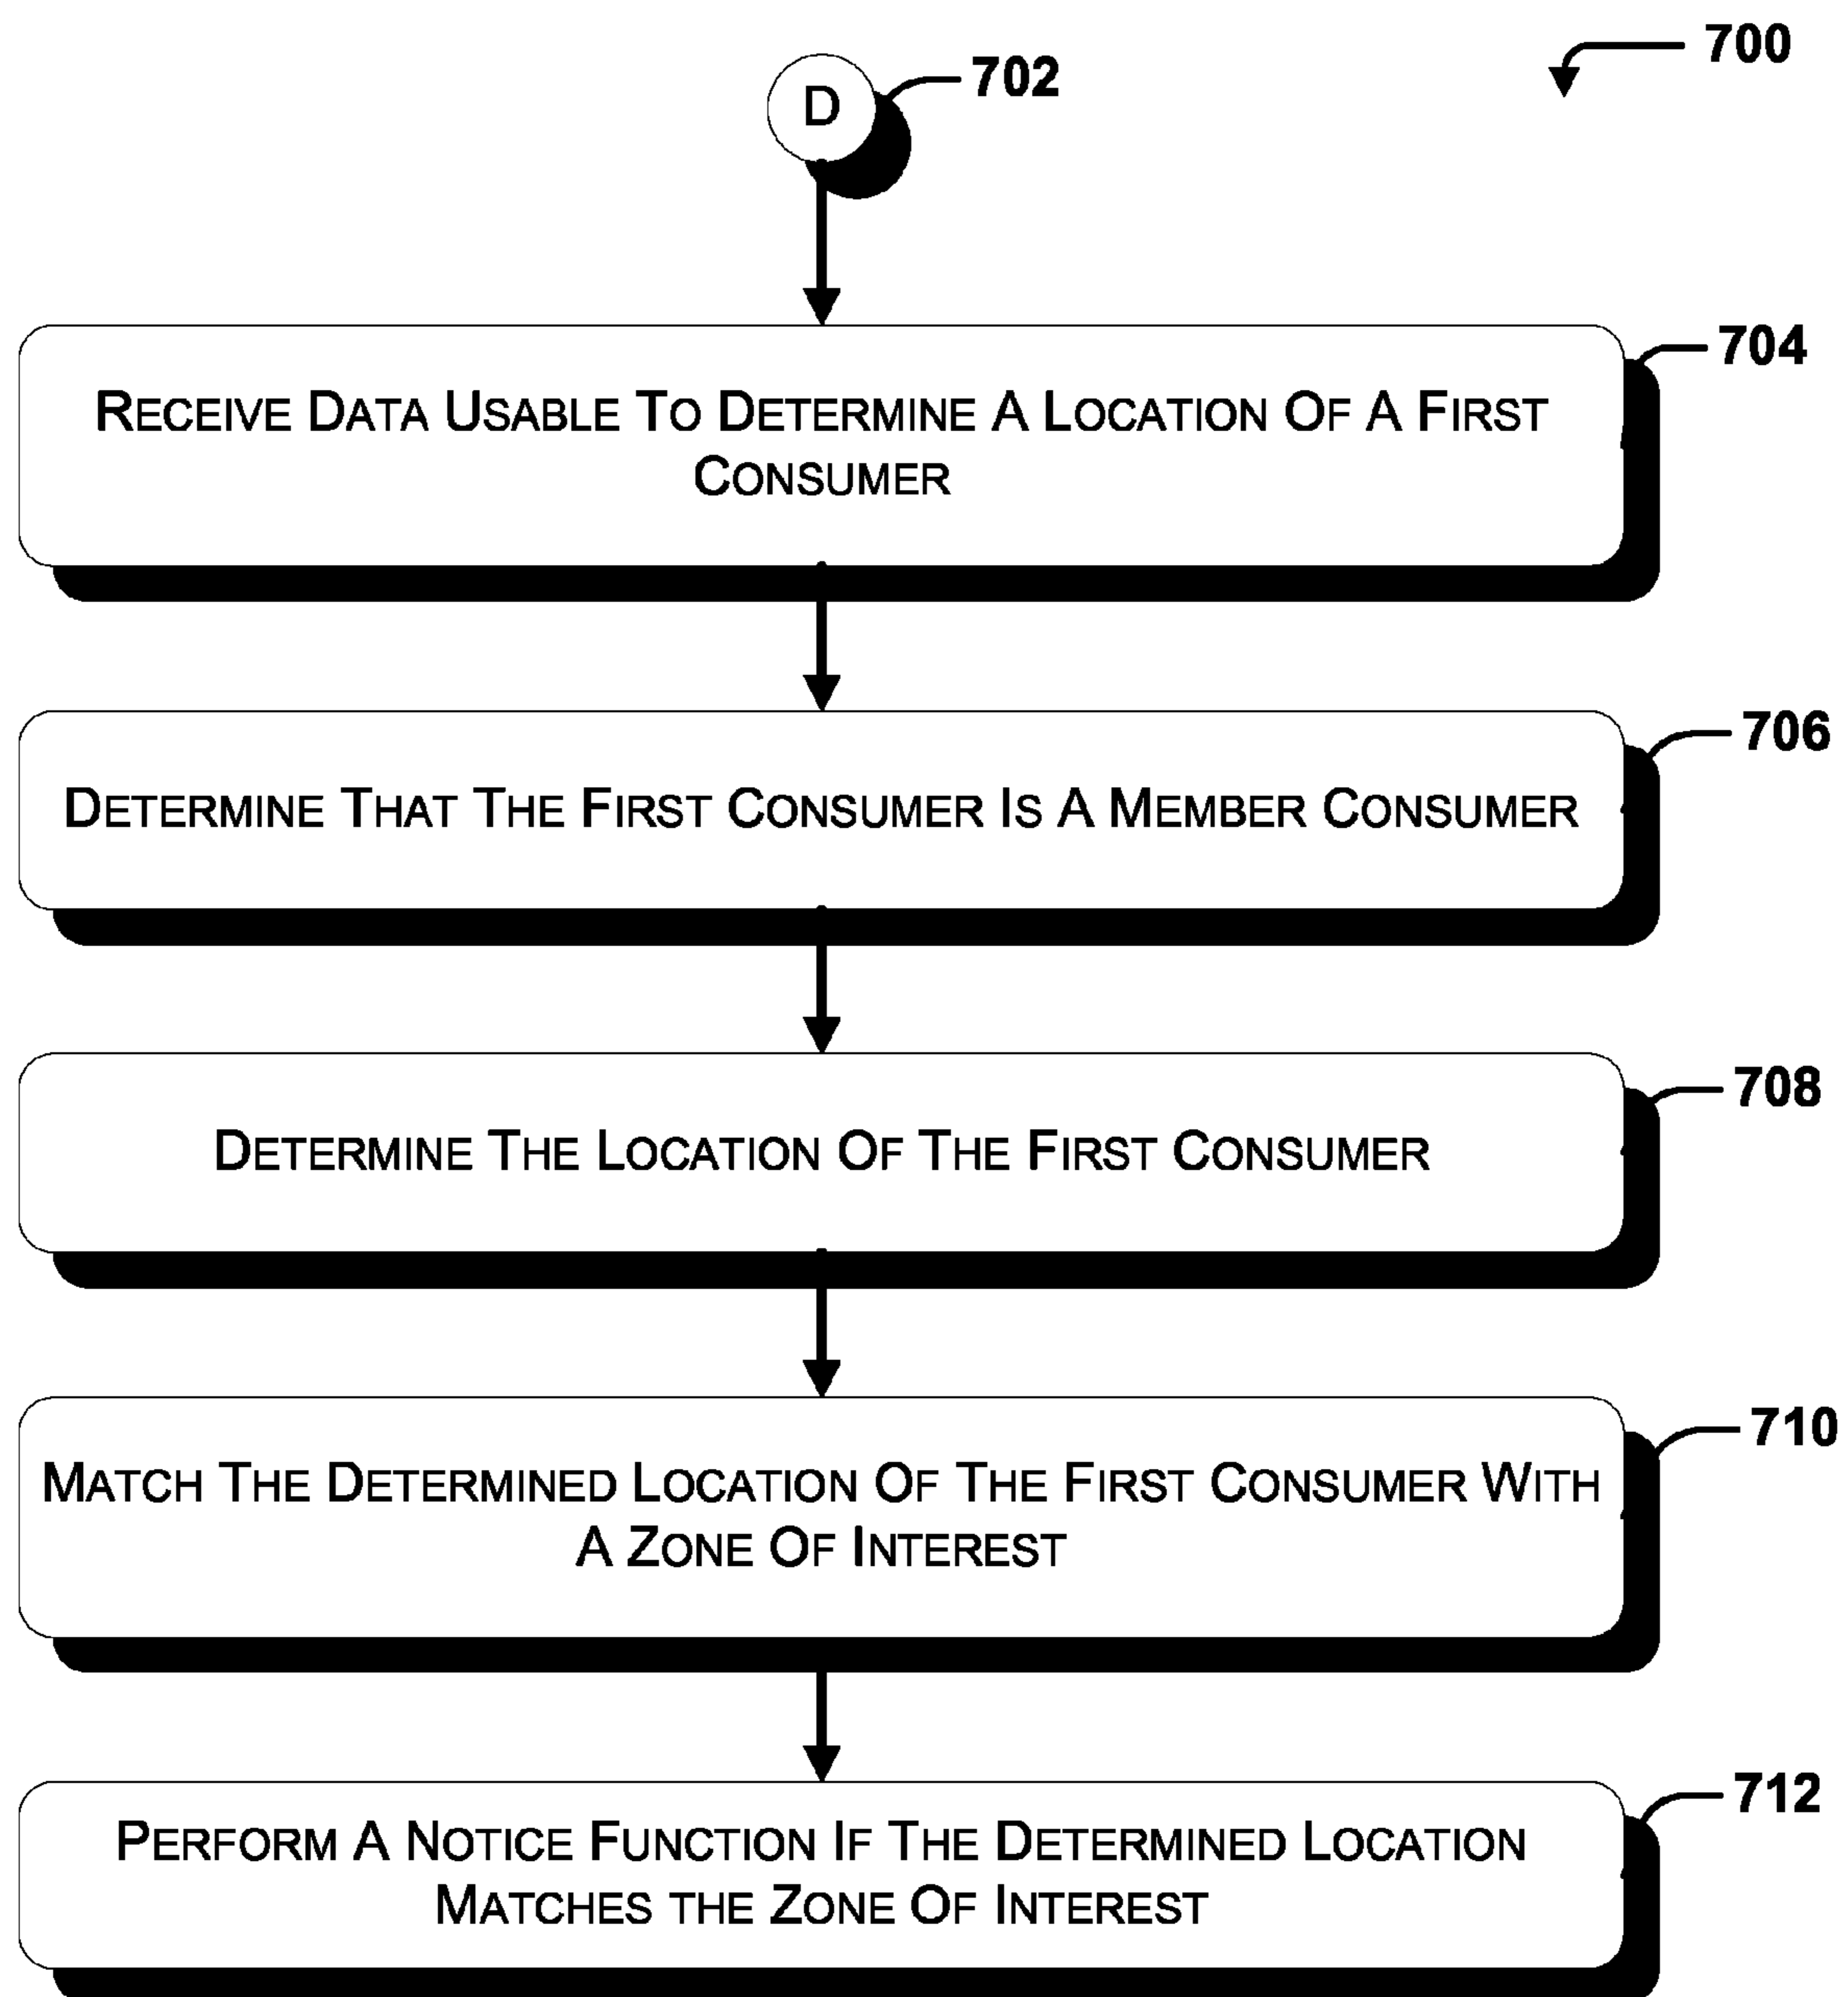 700
D
702
704
RECEIVE DATA USABLE TO DETERMINE A LOCATION OF A FIRST
CONSUMER
706
DETERMINE THAT THE FIRST CONSUMER IS A MEMBER CONSUMER
708
DETERMINE THE LOCATION OF THE FIRST CONSUMER
710
MATCH THE DETERMINED LOCATION OF THE FIRST CONSUMER WITH
A ZONE OF INTEREST
712
PERFORM A NOTICE FUNCTION IF THE DETERMINED LOCATION
MATCHES THE ZONE OF INTEREST